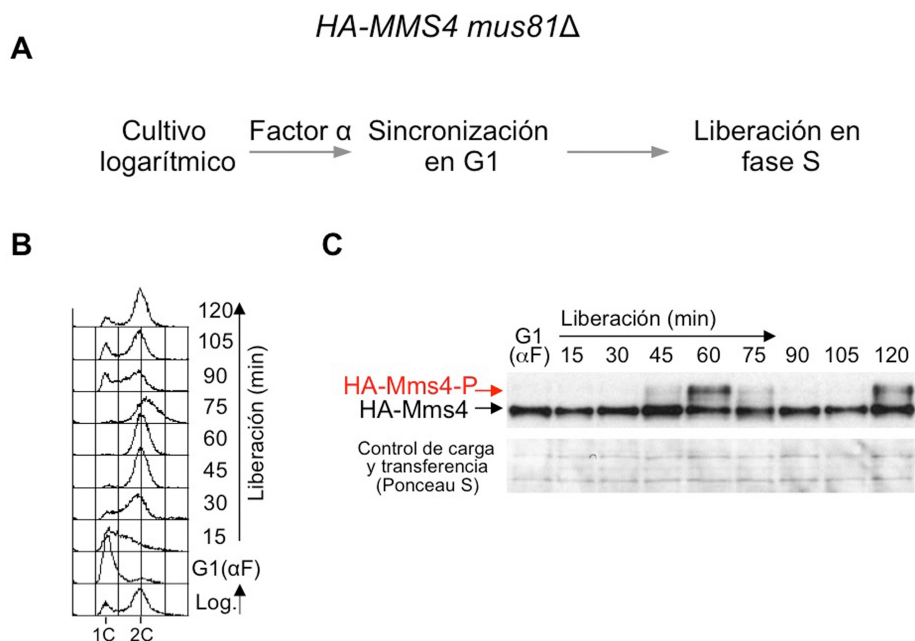 HA-MMS4 mus81Δ
A
Cultivo
logarítmico
Factor α
Sincronización
en G1
Liberación en
fase S
B
120
105
90
75
60
45
30
15
G1(αF)
Log.
Liberación (min)
1C 2C
C
Liberación (min)
G1
(αF) 15 30 45 60 75 90 105 120
HA-Mms4-P
HA-Mms4
Control de carga
y transferencia
(Ponceau S)